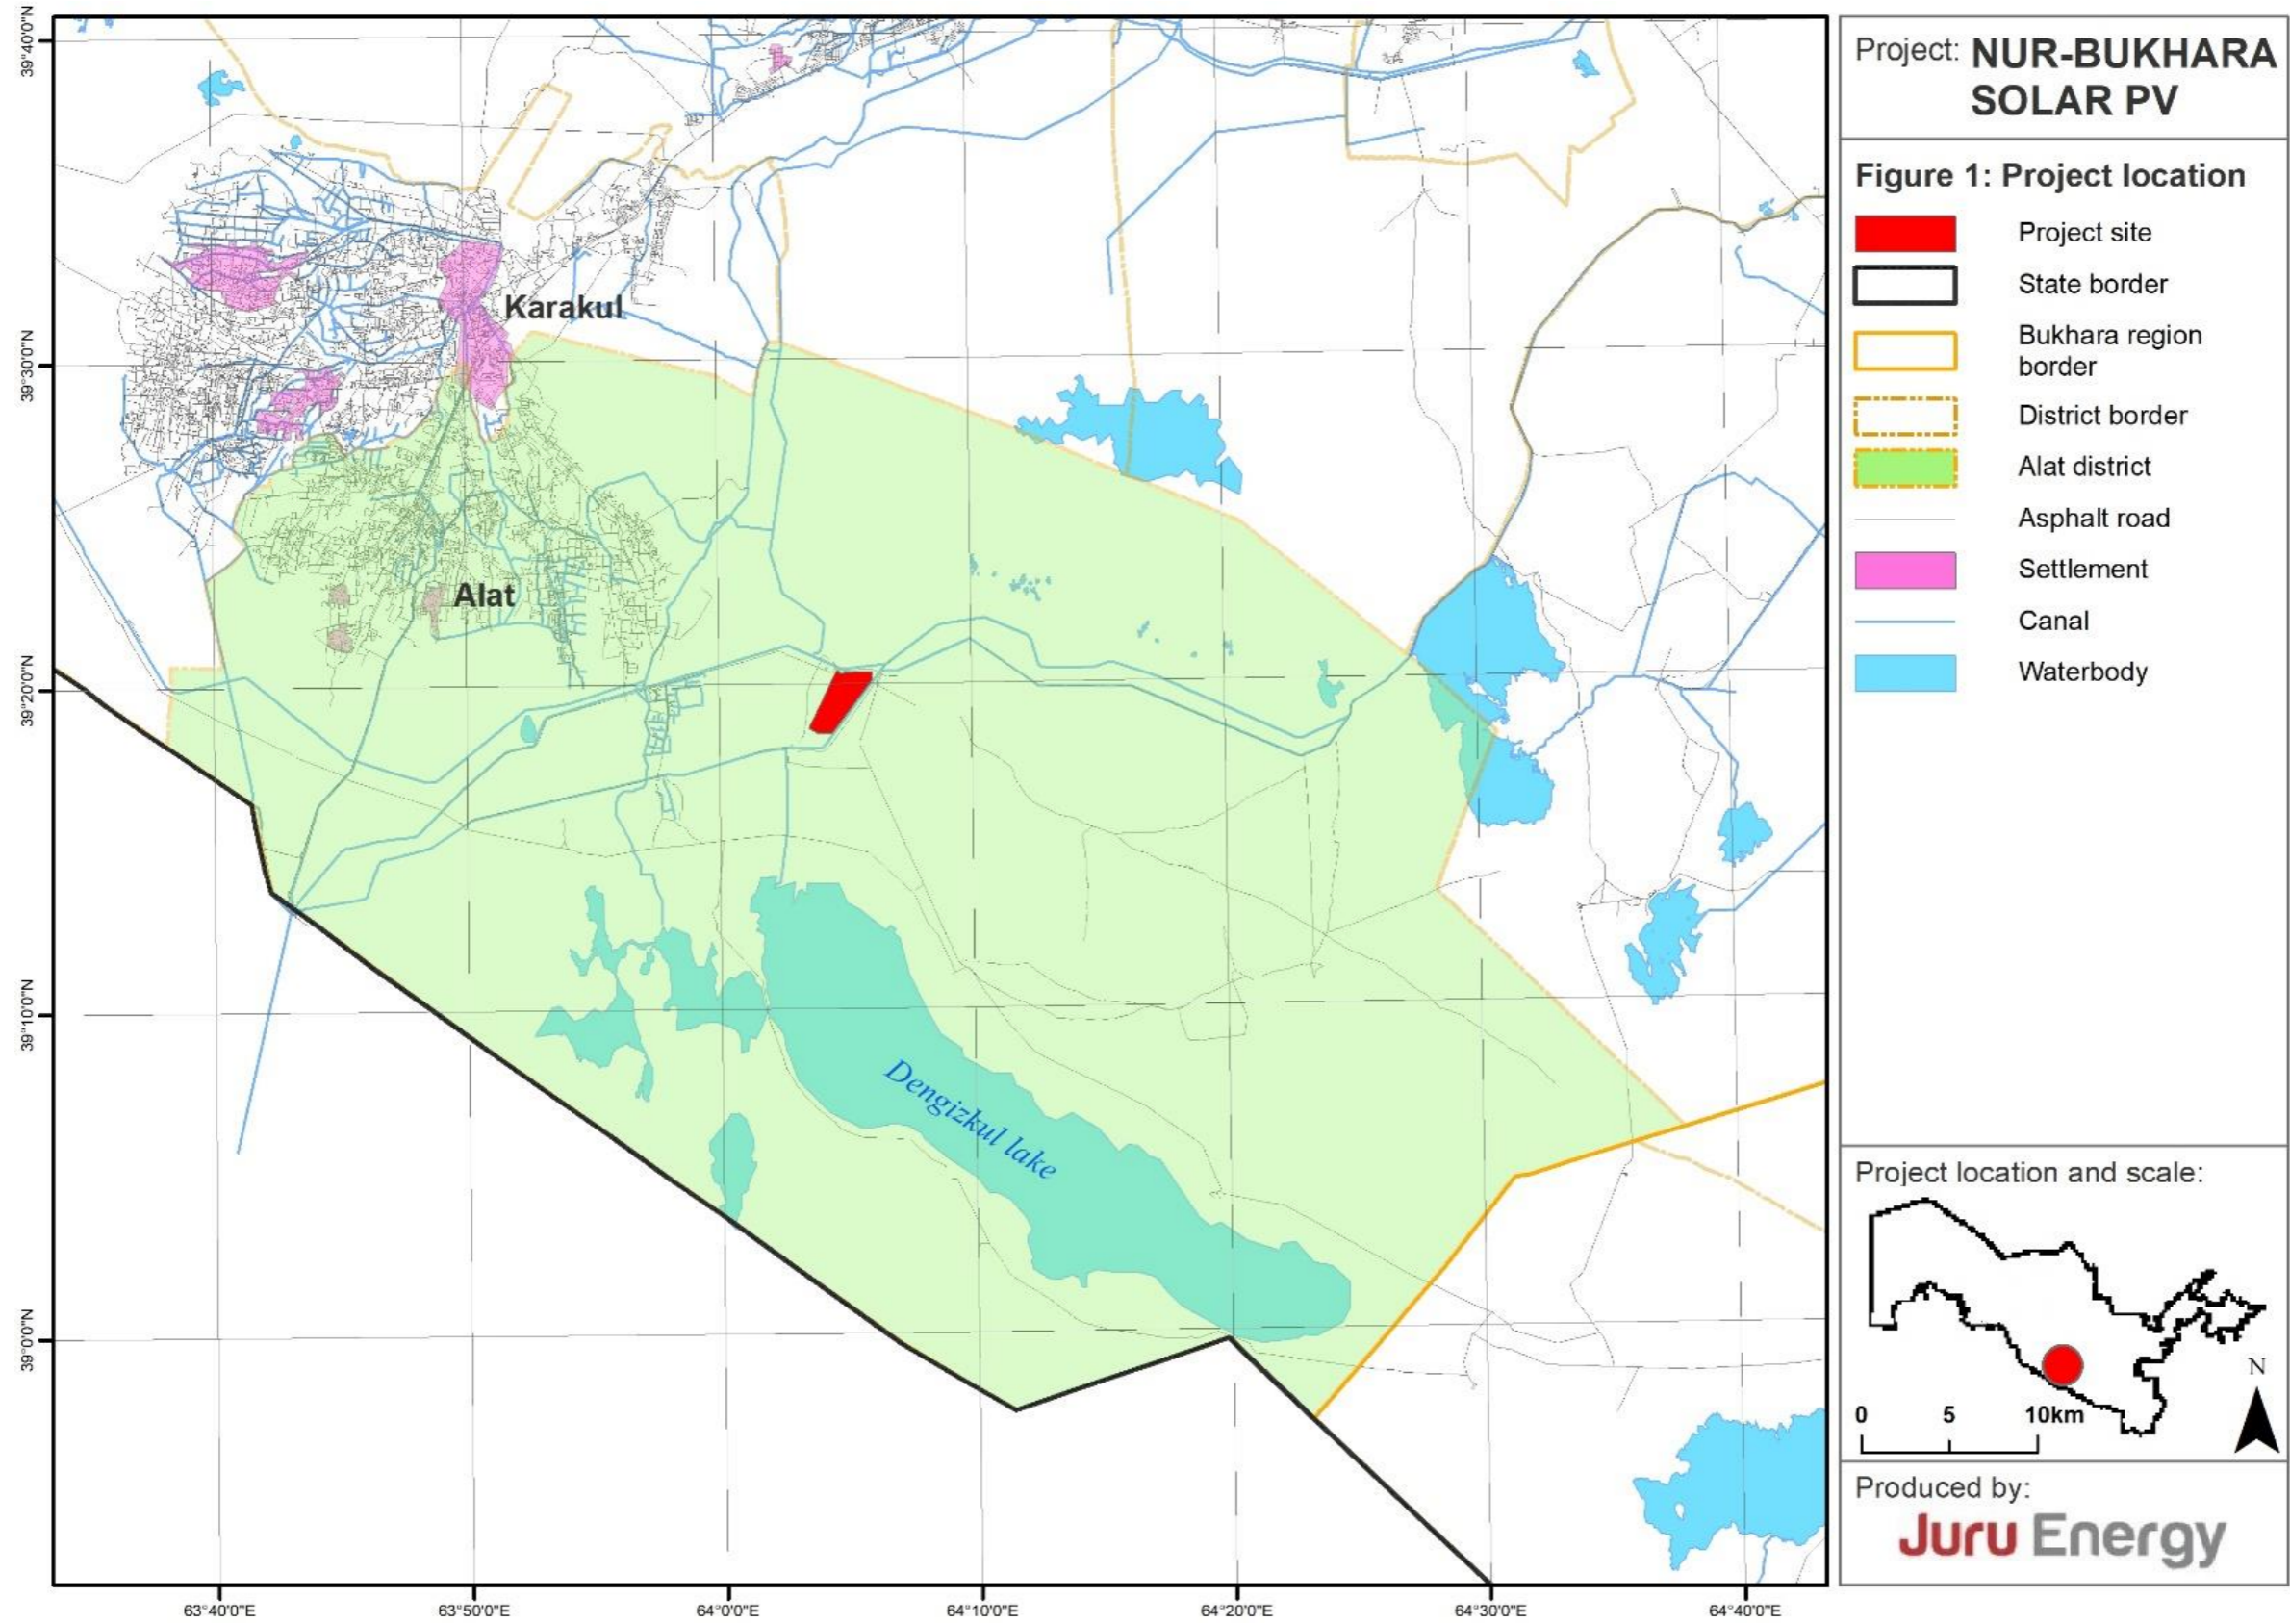 39°40'0"N
39°30'0"N
39°20'0"N
39°10'0"N
39°0'0"N
63°40'0"E
63°50'0"E
64°0'0"E
64°10'0"E
64°20'0"E
64°30'0"E
64°40'0"E
Karakul
Alat
Dengizkul lake
Project: NUR-BUKHARA
SOLAR PV
Figure 1: Project location
Project site
State border
Bukhara region
border
District border
Alat district
Asphalt road
Settlement
Canal
Waterbody
Project location and scale:
N
0 5 10km
Produced by:
Juru Energy